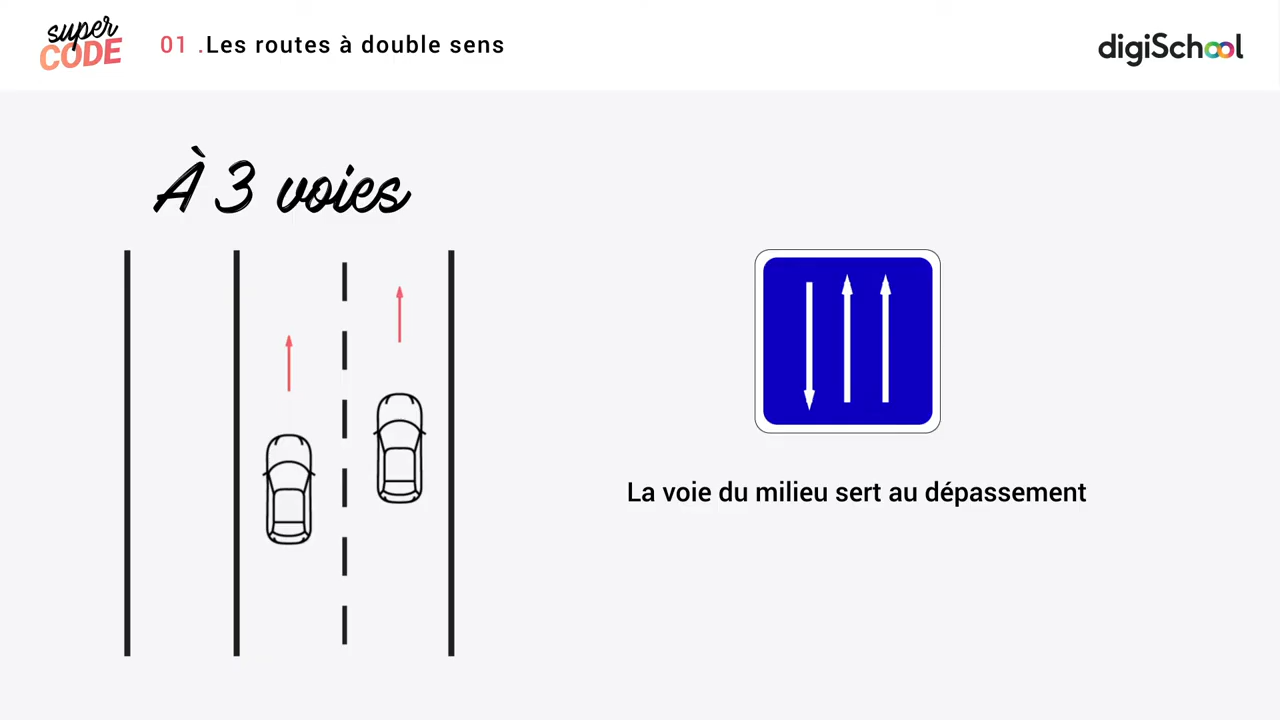 super
CODE
01 .Les routes à double sens
digiSchool
À 3 voies
La voie du milieu sert au dépassement